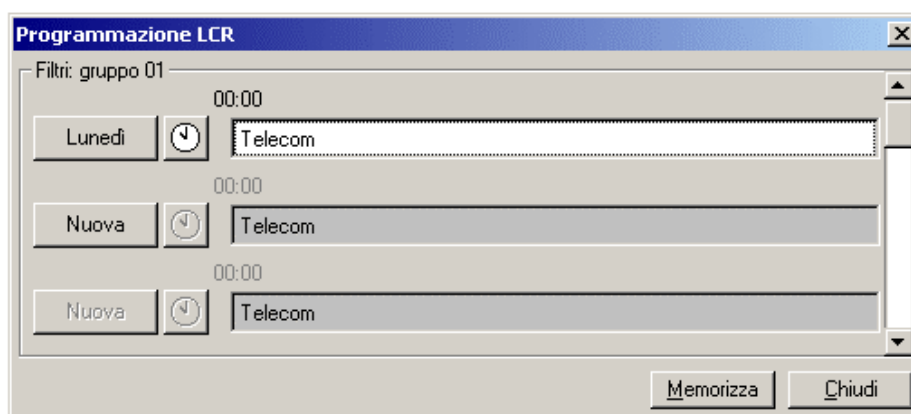 Programmazione LCR
Filtri: gruppo 01
00:00
Lunedì Telecom
00:00
Nuova Telecom
00:00
Nuova Telecom
Memorizza Chiudi